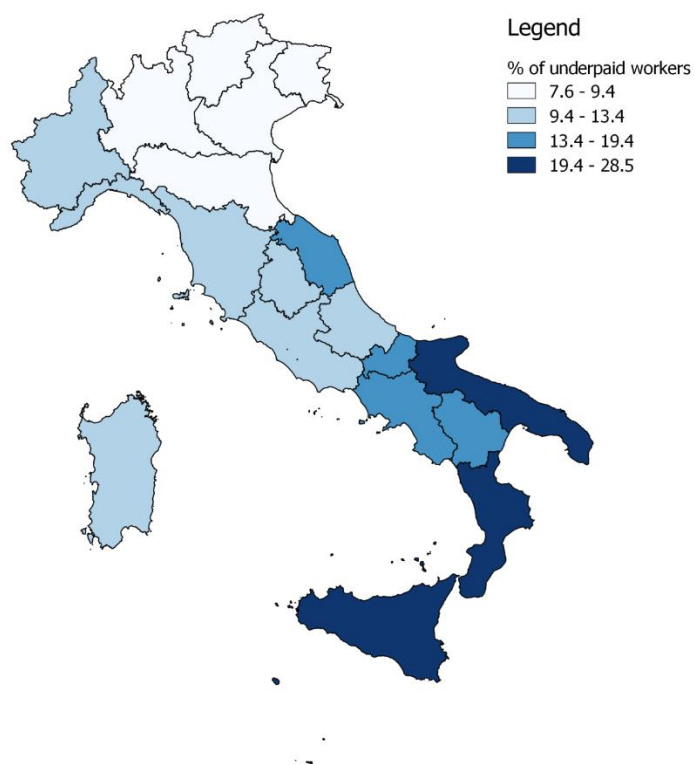 Legend
% of underpaid workers
7.6 - 9.4
9.4 - 13.4
13.4 - 19.4
19.4 - 28.5